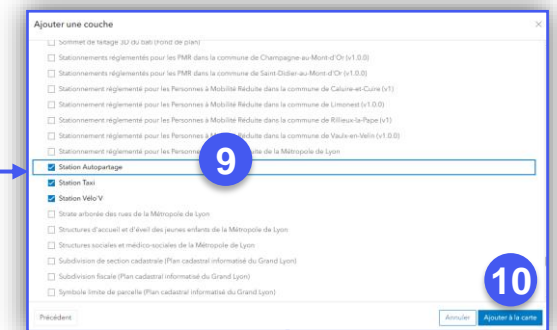 Ajouter une couche
×
Sommet de faîtage 3D du bâti (Fond de plan)
Stationnements réglementés pour les PMR dans la commune de Champagne-au-Mont-d'Or (v1.0.0)
Stationnements réglementés pour les PMR dans la commune de Saint-Didier-au-Mont-d'Or (v1.0.0)
Stationnement réglementé pour les Personnes à Mobilité Réduite dans la commune de Caluire-et-Cuire (v1)
Stationnement réglementé pour les Personnes à Mobilité Réduite dans la commune de Limonest (v1.0.0)
Stationnement réglementé pour les Personnes à Mobilité Réduite dans la commune de Rillieux-la-Pape (v1)
Stationnement réglementé pour les Personnes à Mobilité Réduite dans la commune de Vaulx-en-Velin (v1.0.0)
Stationnement réglementé pour les Personnes de la Métropole de Lyon
Station Autopartage
9
Station Taxi
Station Vélo'V
Strate arborée des rues de la Métropole de Lyon
Structures d'accueil et d'éveil des jeunes enfants de la Métropole de Lyon
Structures sociales et médico-sociales de la Métropole de Lyon
Subdivision de section cadastrale (Plan cadastral informatisé du Grand Lyon)
Subdivision fiscale (Plan cadastral informatisé du Grand Lyon)
Symbole limite de parcelle (Plan cadastral informatisé du Grand Lyon)
10
Précédent Annuler Ajouter à la carte